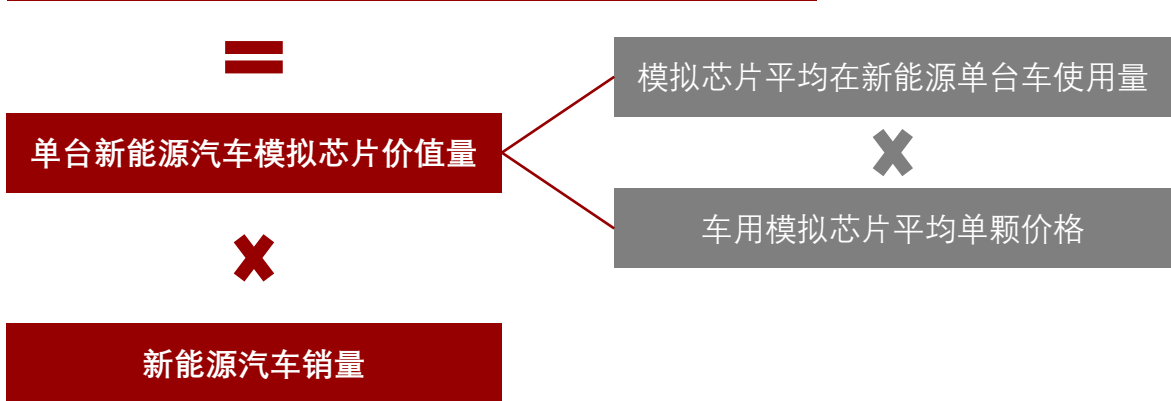 =
模拟芯片平均在新能源单台车使用量
单台新能源汽车模拟芯片价值量
×
车用模拟芯片平均单颗价格
×
新能源汽车销量